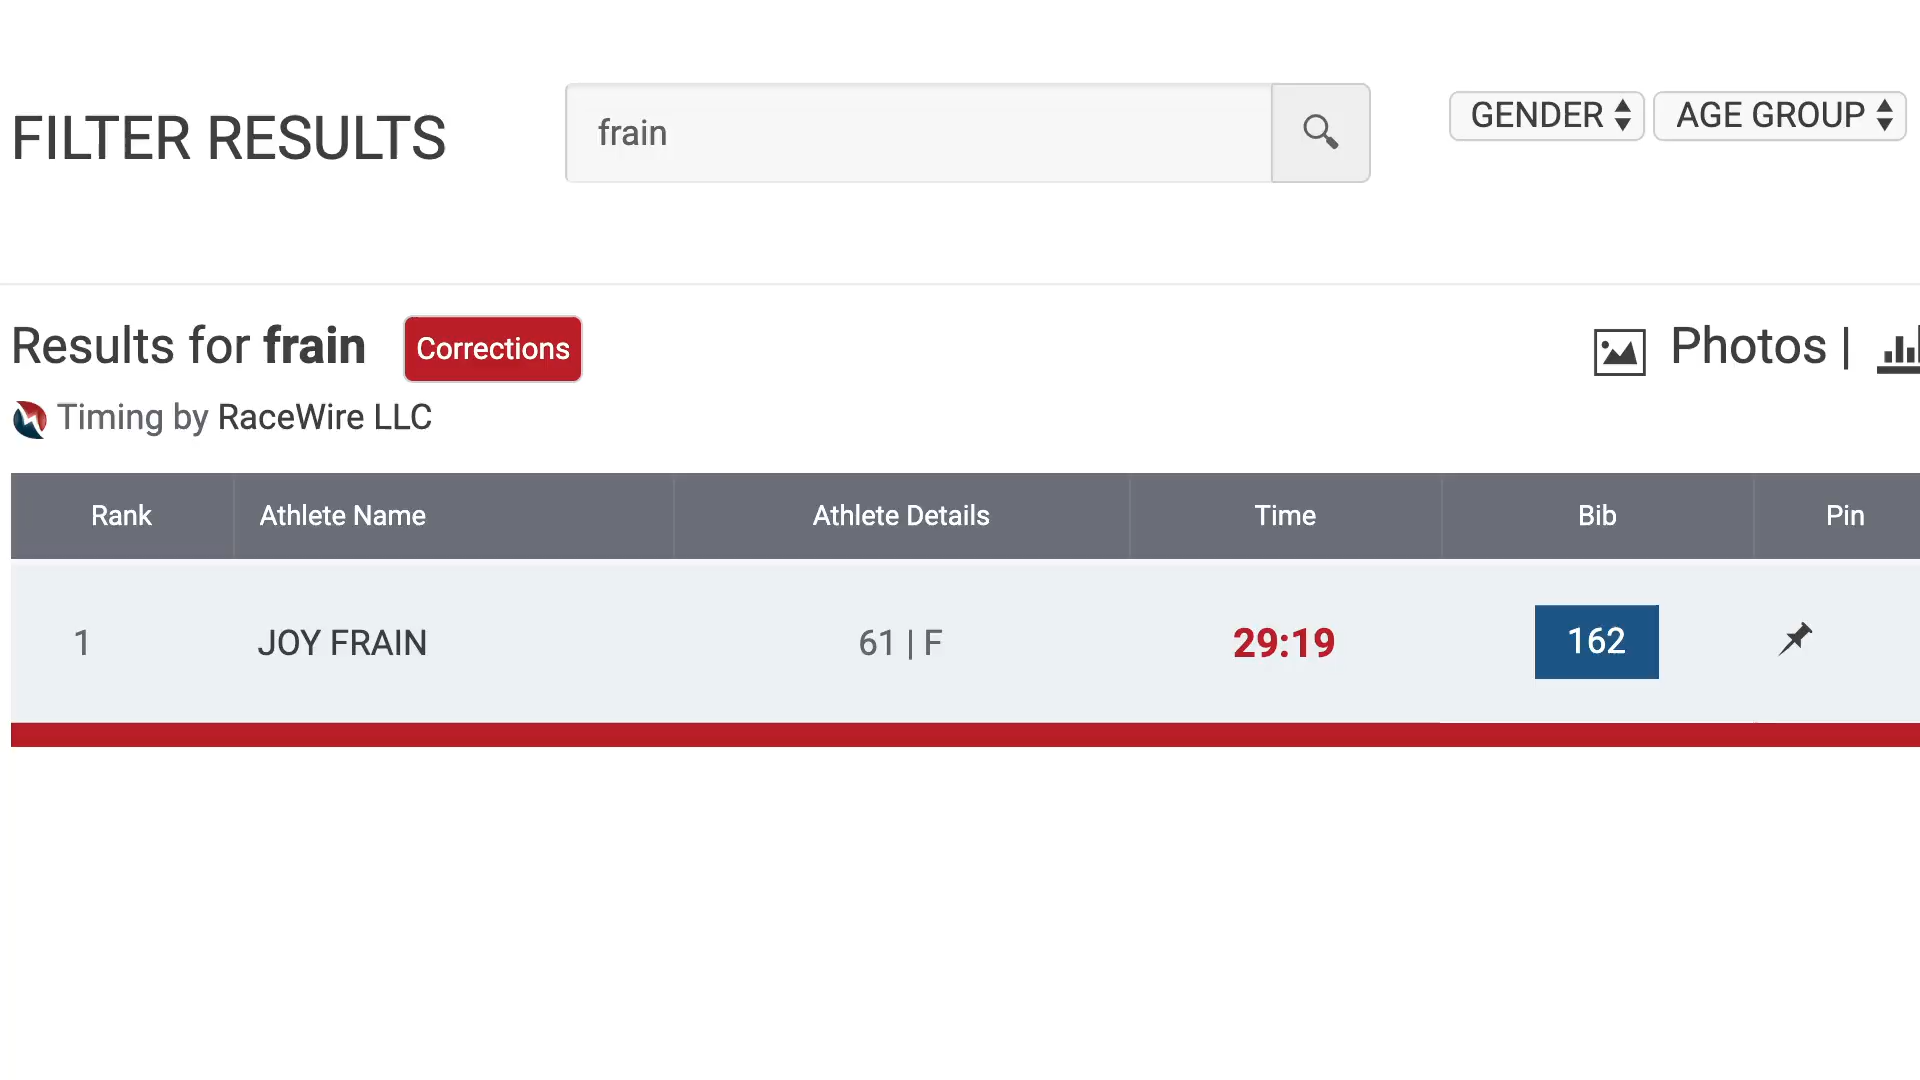 FILTER RESULTS
frain
GENDER
AGE GROUP
Results for frain
Corrections
Photos |
Timing by RaceWire LLC
Rank Athlete Name Athlete Details Time Bib Pin
1 JOY FRAIN 61 | F 29:19 162